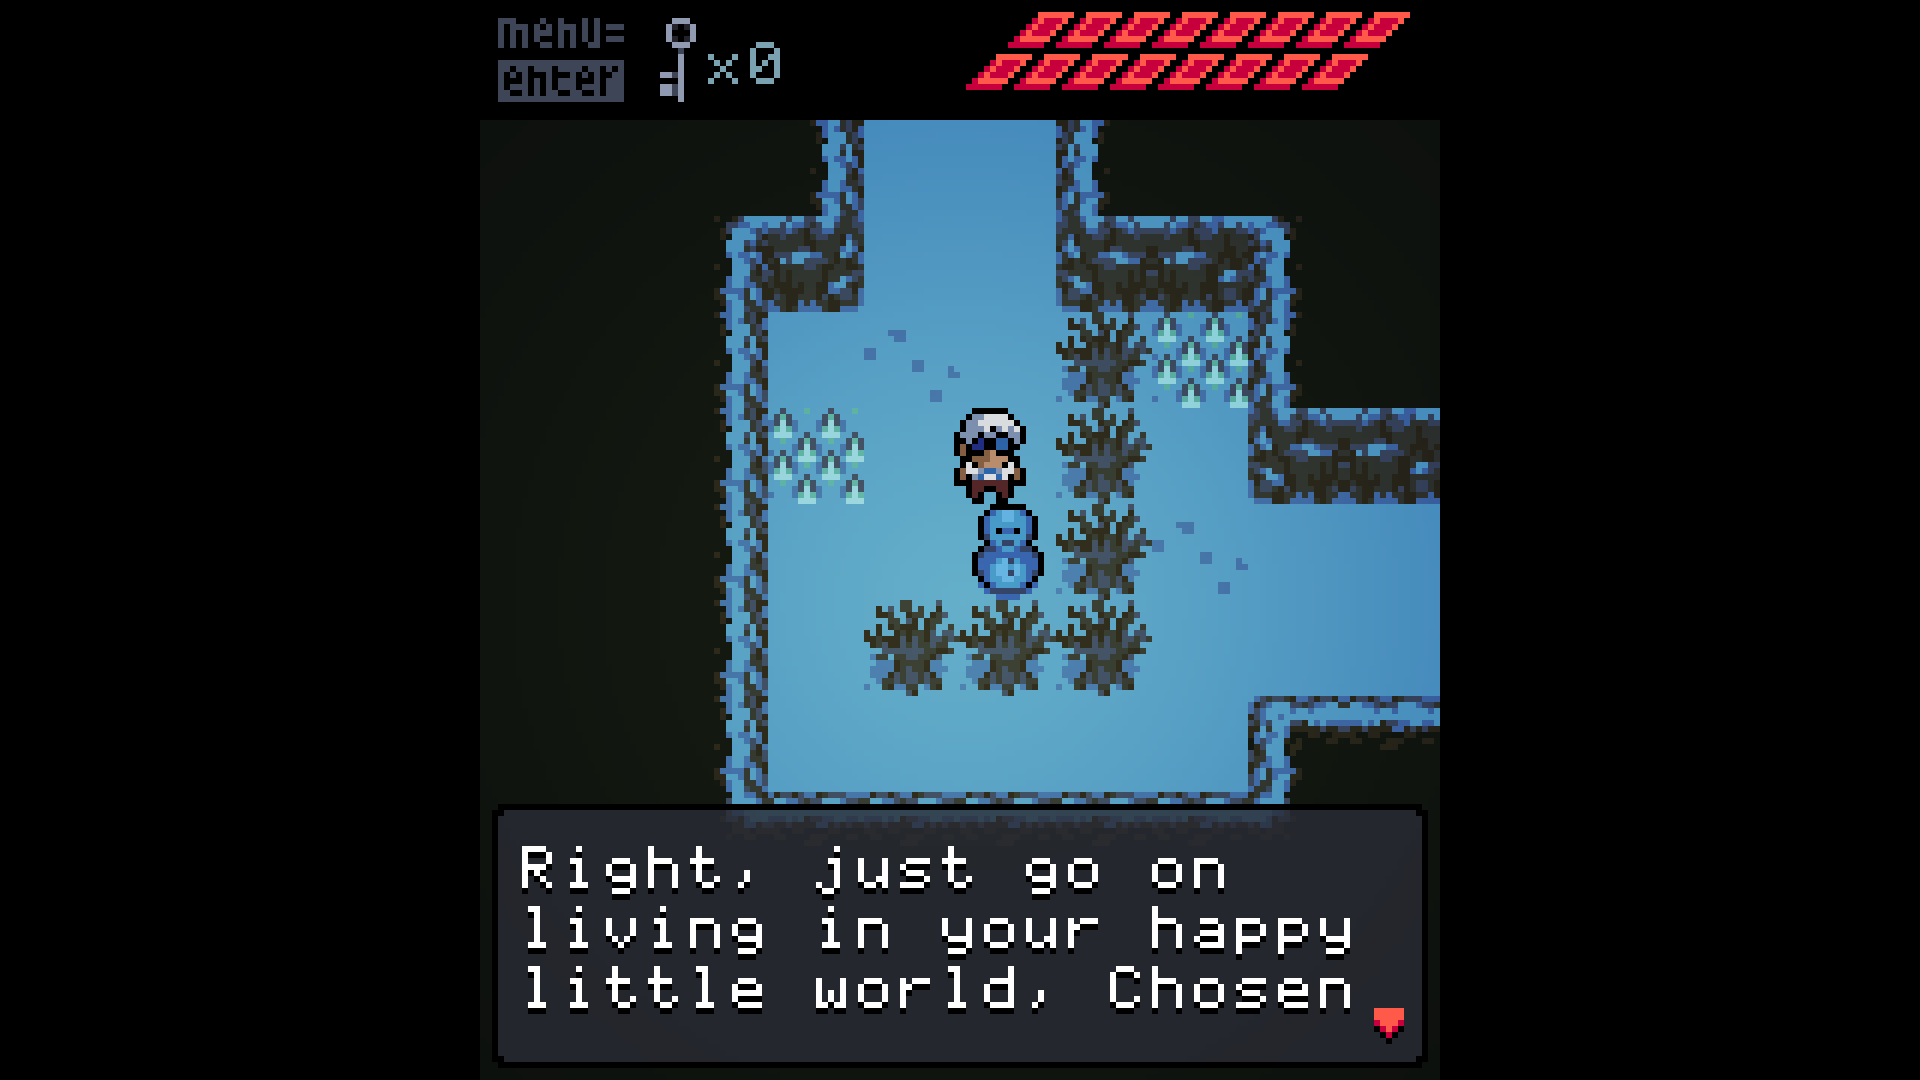 menu=
enter
x0
Right, just go on
living in your happy
little world, Chosen